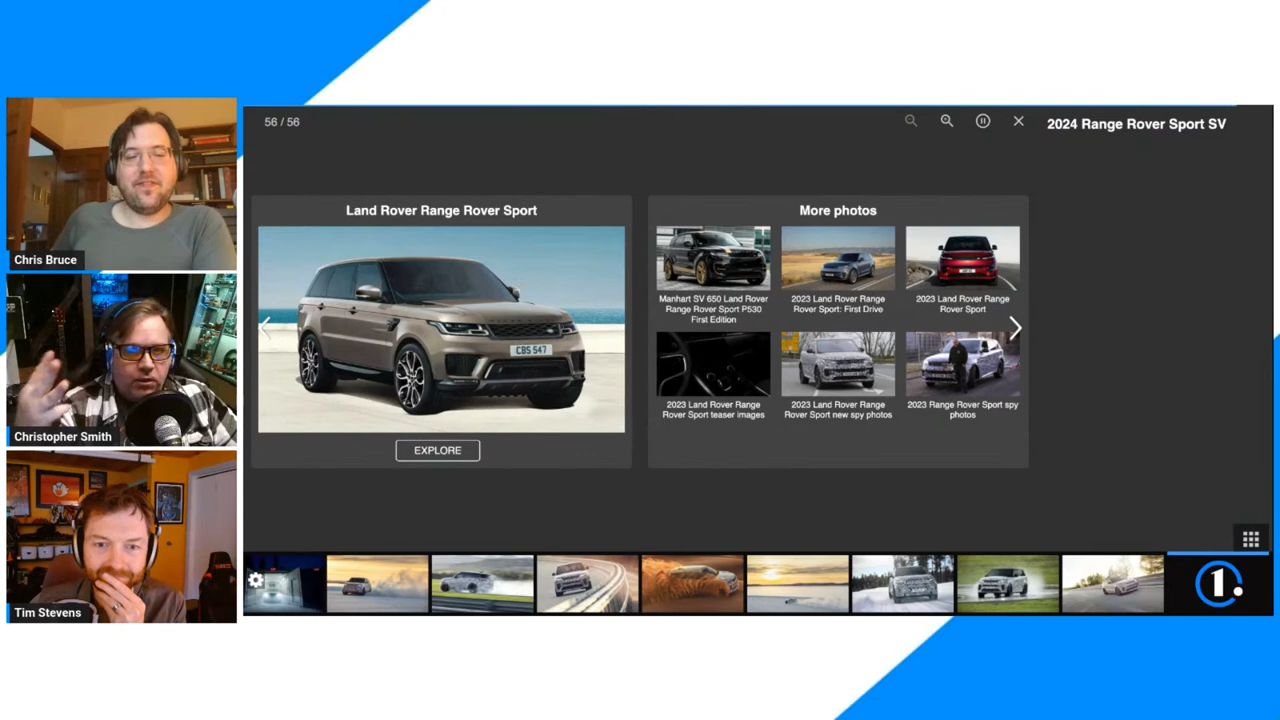 56 / 56
2024 Range Rover Sport SV
Land Rover Range Rover Sport
CBS 547
EXPLORE
More photos
Manhart SV 650 Land Rover
Range Rover Sport P530
First Edition
2023 Land Rover Range
Rover Sport: First Drive
2023 Land Rover Range
Rover Sport
2023 Land Rover Range
Rover Sport teaser images
2023 Land Rover Range
Rover Sport new spy photos
2023 Range Rover Sport spy
photos
Chris Bruce
Christopher Smith
Tim Stevens
1.